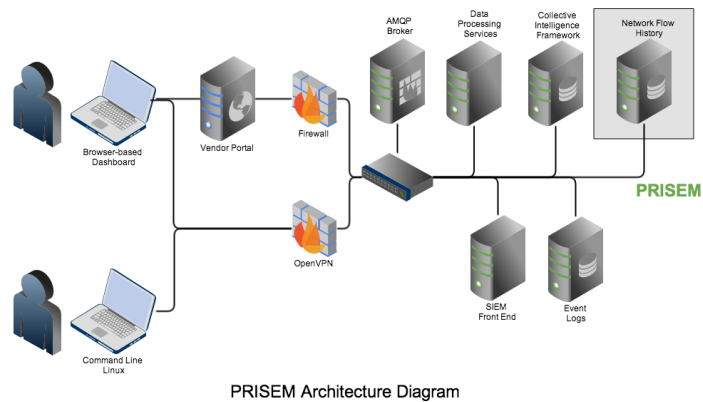 AMQP
Broker
Data
Processing
Services
Collective
Intelligence
Framework
Network Flow
History
Browser-based
Dashboard
Vendor Portal
Firewall
PRISEM
OpenVPN
SIEM
Front End
Event
Logs
Command Line
Linux
PRISEM Architecture Diagram